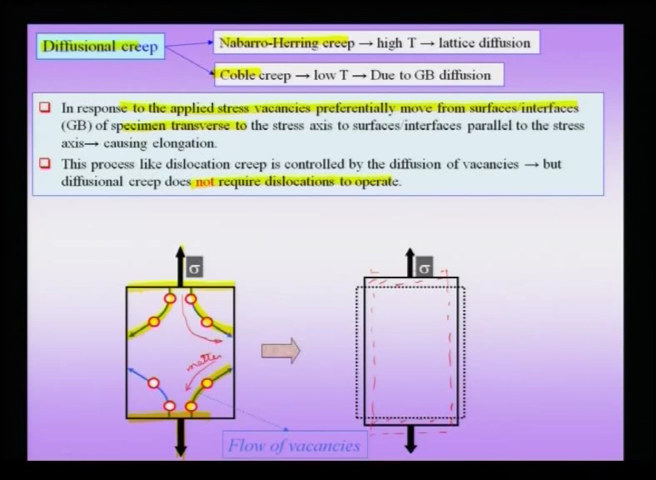 Diffusional creep
Nabarro-Herring creep → high T → lattice diffusion
Coble creep → low T → Due to GB diffusion
In response to the applied stress vacancies preferentially move from surfaces/interfaces
(GB) of specimen transverse to the stress axis to surfaces/interfaces parallel to the stress
axis→ causing elongation.
This process like dislocation creep is controlled by the diffusion of vacancies → but
diffusional creep does not require dislocations to operate.
σ
σ
matter
Flow of vacancies